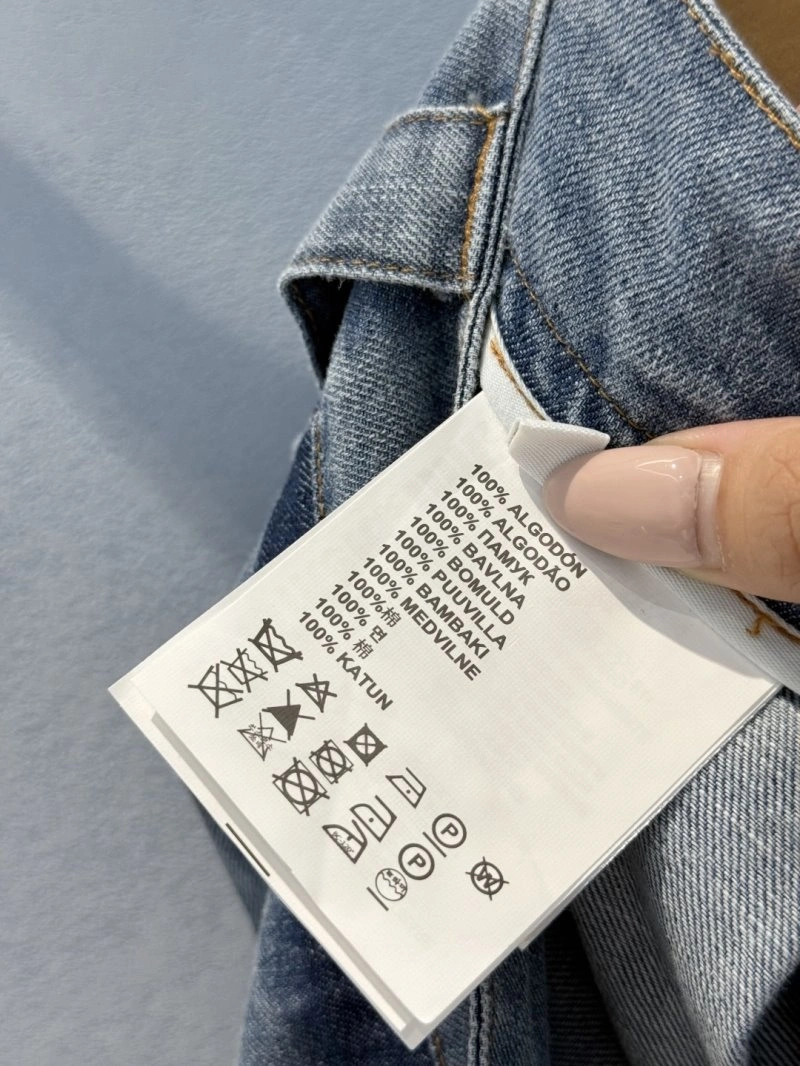 100% ALGODÓN
100% ALGODÃO
100% ПАМУК
100% BAVLNA
100% BOMULD
100% PUUVILLA
100% BAMBAKI
100% MEDVILNE
100%棉
100% 면
100% 棉
100% KATUN
P
P
W